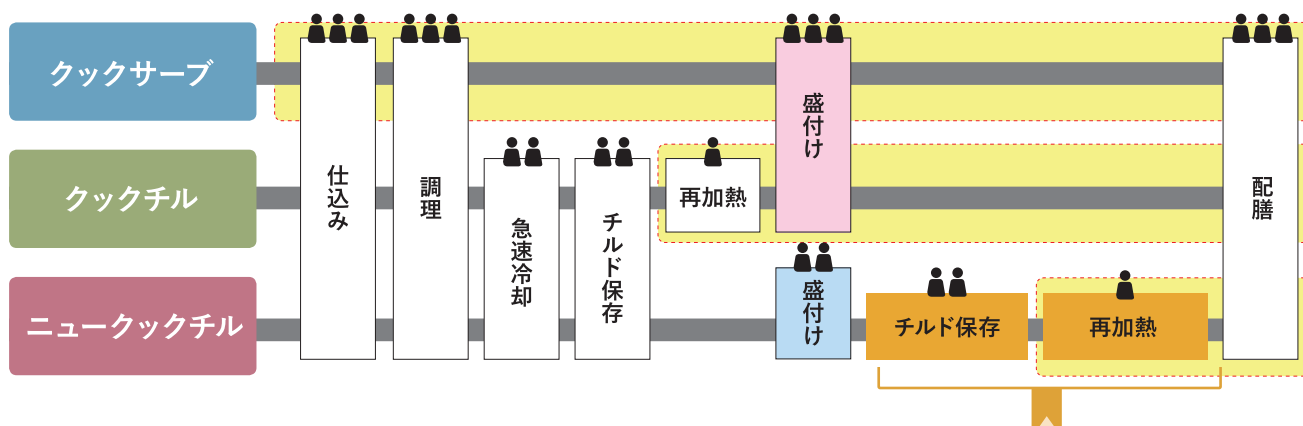 クックサーブ
クックチル
ニュークックチル
仕込み
調理
急速冷却
チルド保存
再加熱
盛付け
盛付け
チルド保存
再加熱
配膳